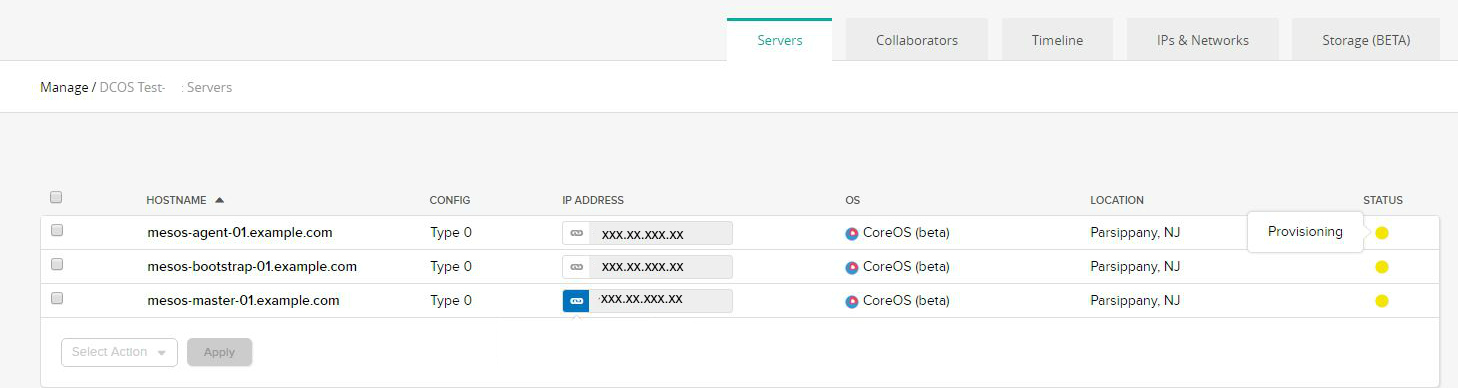 Servers Collaborators Timeline IPs & Networks Storage (BETA)
Manage / DCOS Test- : Servers
HOSTNAME CONFIG IP ADDRESS OS LOCATION STATUS
mesos-agent-01.example.com Type 0 xxx.xx.xxx.xx CoreOS (beta) Parsippany, NJ Provisioning
mesos-bootstrap-01.example.com Type 0 xxx.xx.xxx.xx CoreOS (beta) Parsippany, NJ
mesos-master-01.example.com Type 0 xxx.xx.xxx.xx CoreOS (beta) Parsippany, NJ
Select Action Apply